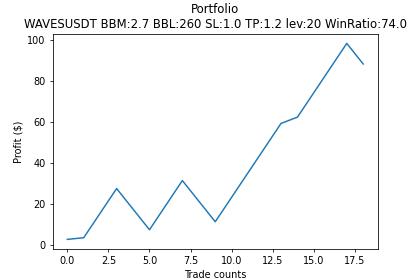 Portfolio
WAVESUSDT BBM:2.7 BBL:260 SL:1.0 TP:1.2 lev:20 WinRatio:74.0
100
80
60
40
20
0
Profit ($)
0.0 2.5 5.0 7.5 10.0 12.5 15.0 17.5
Trade counts